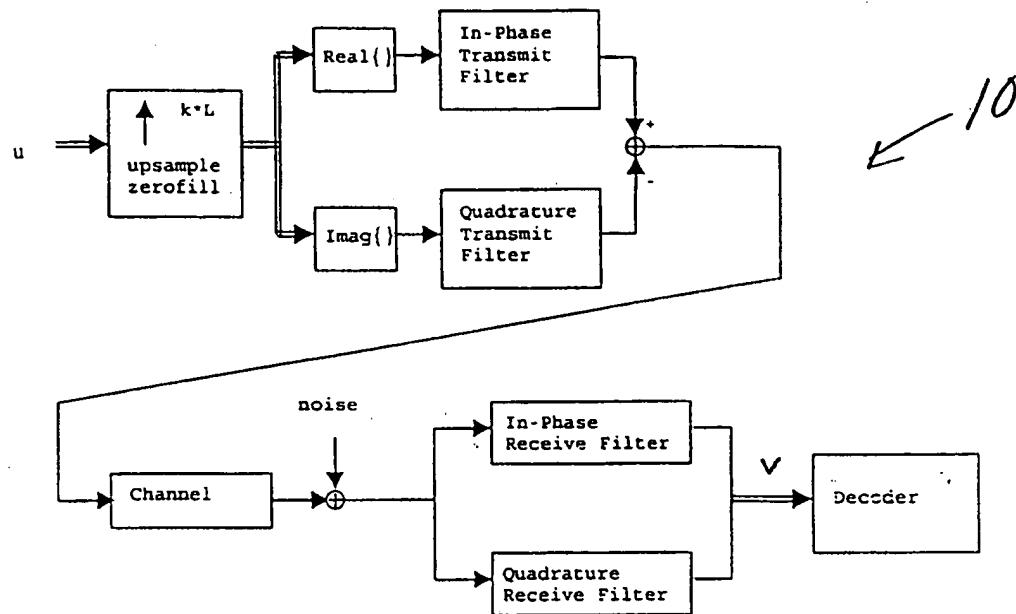 In-Phase
Transmit
Filter
Real{}
10
k*L
u
upsample
zerofill
+
-
Imag{}
Quadrature
Transmit
Filter
noise
In-Phase
Receive Filter
v
Channel
Decoder
Quadrature
Receive Filter